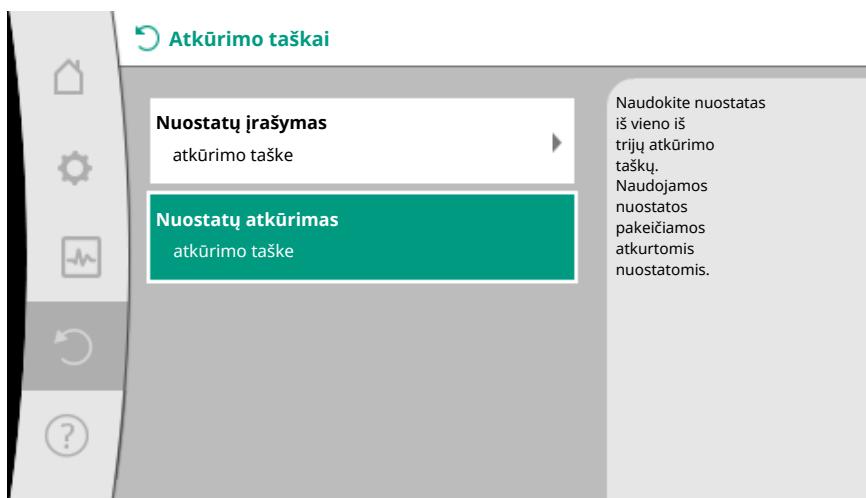 Atkūrimo taškai
Nuostatų įrašymas
atkūrimo taške
Nuostatų atkūrimas
atkūrimo taške
Naudokite nuostatas
iš vieno iš
trijų atkūrimo
taškų.
Naudojamos
nuostatos
pakeičiamos
atkurtomis
nuostatomis.
?